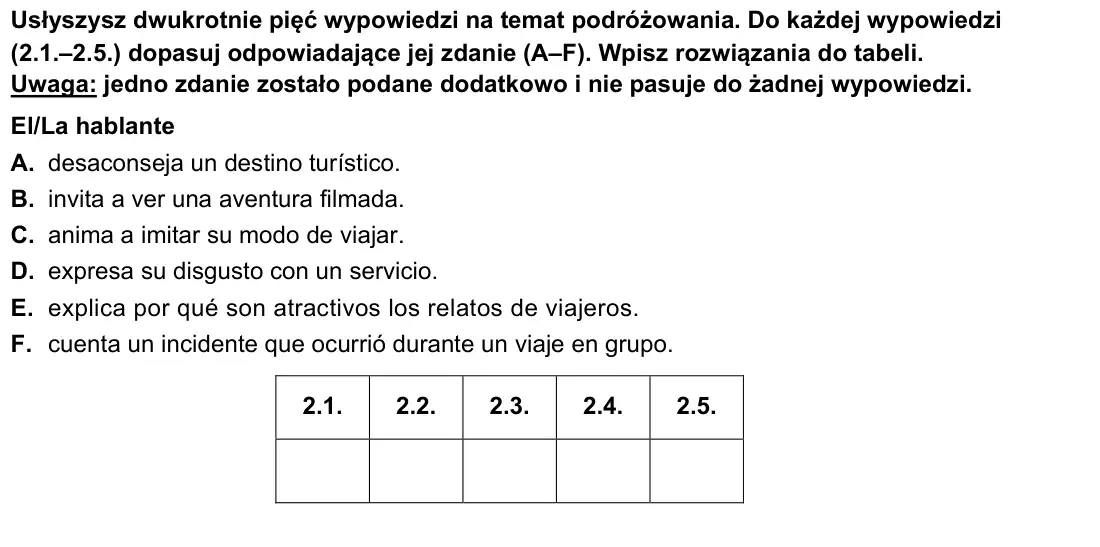 Usłyszysz dwukrotnie pięć wypowiedzi na temat podróżowania. Do każdej wypowiedzi
(2.1.–2.5.) dopasuj odpowiadające jej zdanie (A–F). Wpisz rozwiązania do tabeli.
Uwaga: jedno zdanie zostało podane dodatkowo i nie pasuje do żadnej wypowiedzi.
El/La hablante
A. desaconseja un destino turístico.
B. invita a ver una aventura filmada.
C. anima a imitar su modo de viajar.
D. expresa su disgusto con un servicio.
E. explica por qué son atractivos los relatos de viajeros.
F. cuenta un incidente que ocurrió durante un viaje en grupo.
2.1. 2.2. 2.3. 2.4. 2.5.